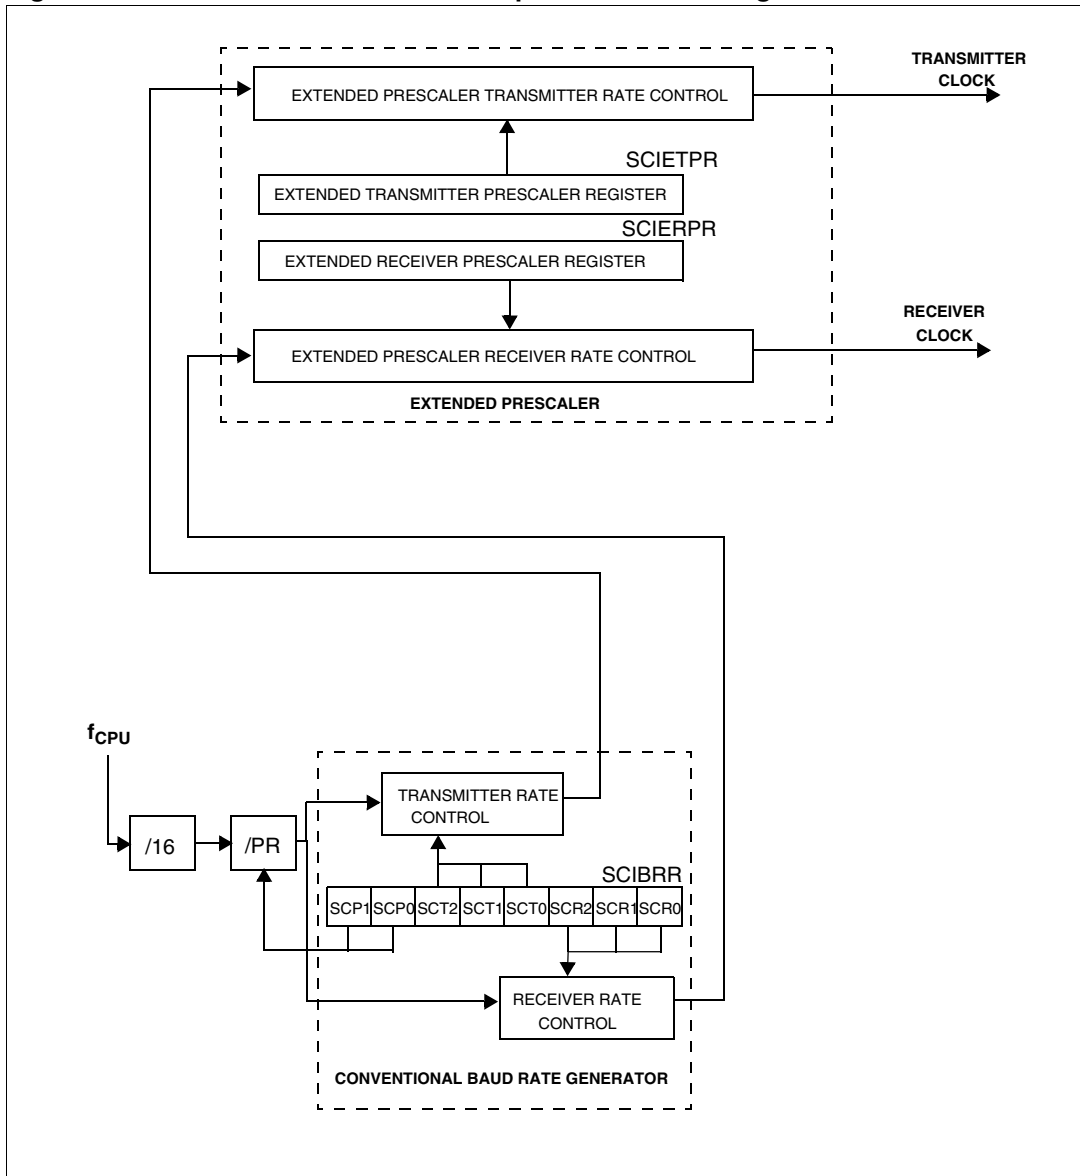 TRANSMITTER
CLOCK
EXTENDED PRESCALER TRANSMITTER RATE CONTROL
SCIETPR
EXTENDED TRANSMITTER PRESCALER REGISTER
SCIERPR
EXTENDED RECEIVER PRESCALER REGISTER
RECEIVER
CLOCK
EXTENDED PRESCALER RECEIVER RATE CONTROL
EXTENDED PRESCALER
fCPU
TRANSMITTER RATE
CONTROL
/16
/PR
SCIBRR
SCP1 SCP0 SCT2 SCT1 SCT0 SCR2 SCR1 SCR0
RECEIVER RATE
CONTROL
CONVENTIONAL BAUD RATE GENERATOR